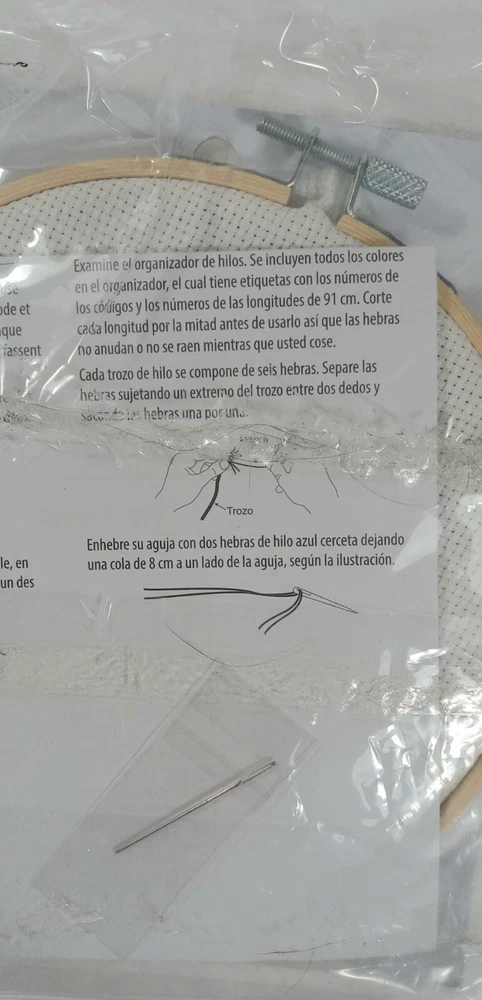 Examine el organizador de hilos. Se incluyen todos los colores
en el organizador, el cual tiene etiquetas con los números de
los códigos y los números de las longitudes de 91 cm. Corte
cada longitud por la mitad antes de usarlo así que las hebras
no anudan o no se raen mientras que usted cose.
Cada trozo de hilo se compone de seis hebras. Separe las
hebras sujetando un extremo del trozo entre dos dedos y
sacando las hebras una por una.
Trozo
Enhebre su aguja con dos hebras de hilo azul cerceta dejando
una cola de 8 cm a un lado de la aguja, según la ilustración.
se
ode et
que
fassent
le, en
un des